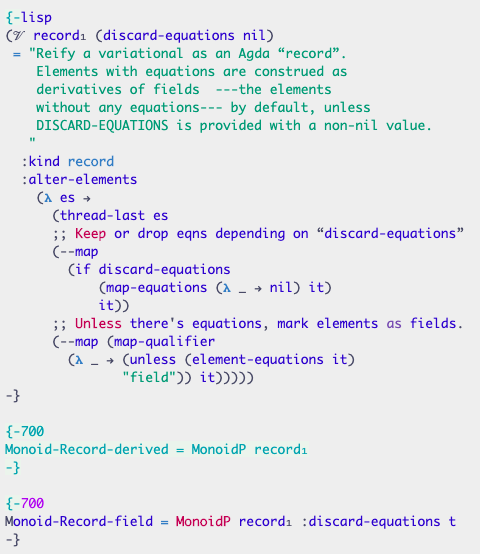 {-lisp
(𝒱 record₁ (discard-equations nil)
= "Reify a variational as an Agda “record”.
Elements with equations are construed as
derivatives of fields ---the elements
without any equations--- by default, unless
DISCARD-EQUATIONS is provided with a non-nil value.
"
:kind record
:alter-elements
(λ es →
(thread-last es
;; Keep or drop eqns depending on “discard-equations”
(--map
(if discard-equations
(map-equations (λ _ → nil) it)
it))
;; Unless there's equations, mark elements as fields.
(--map (map-qualifier
(λ _ → (unless (element-equations it)
"field")) it)))))
-}
{-700
Monoid-Record-derived = MonoidP record₁
-}
{-700
Monoid-Record-field = MonoidP record₁ :discard-equations t
-}